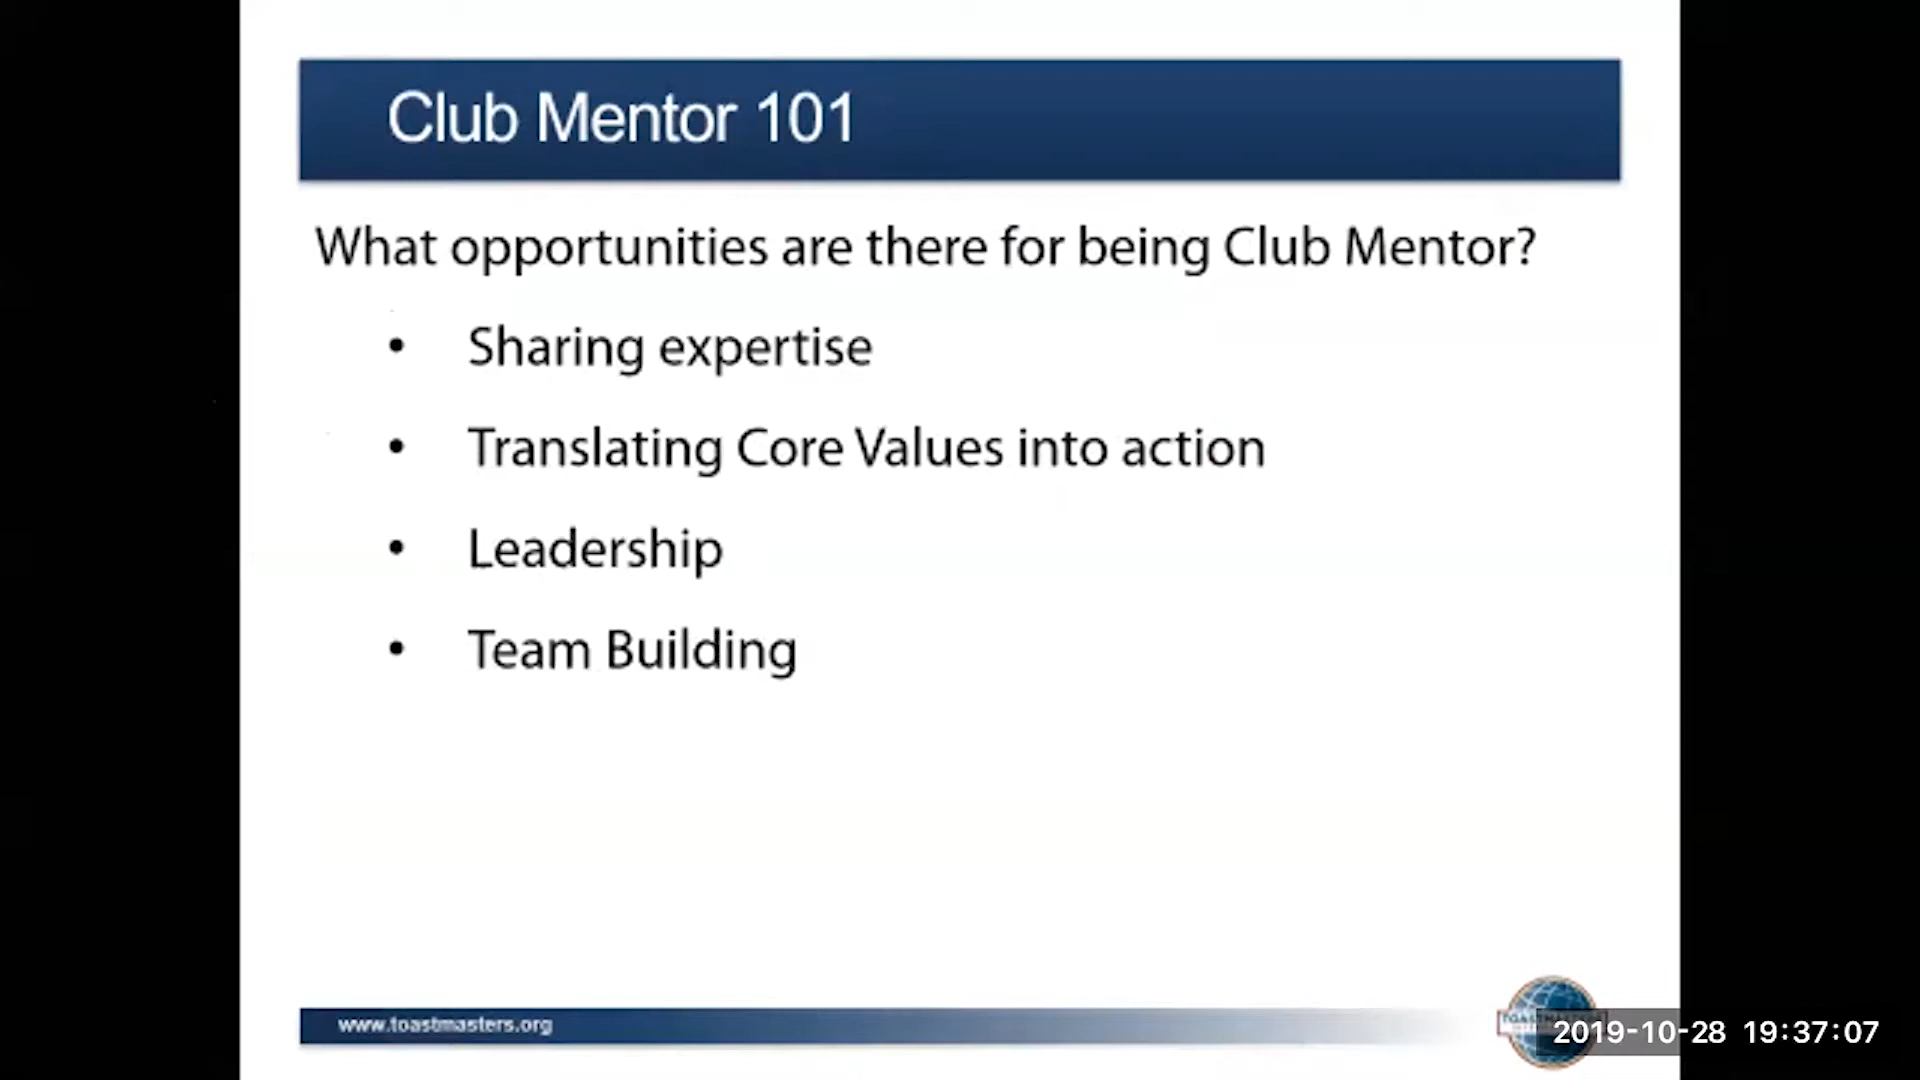 Club Mentor 101
What opportunities are there for being Club Mentor?
• Sharing expertise
• Translating Core Values into action
• Leadership
• Team Building
www.toastmasters.org
2019-10-28 19:37:07